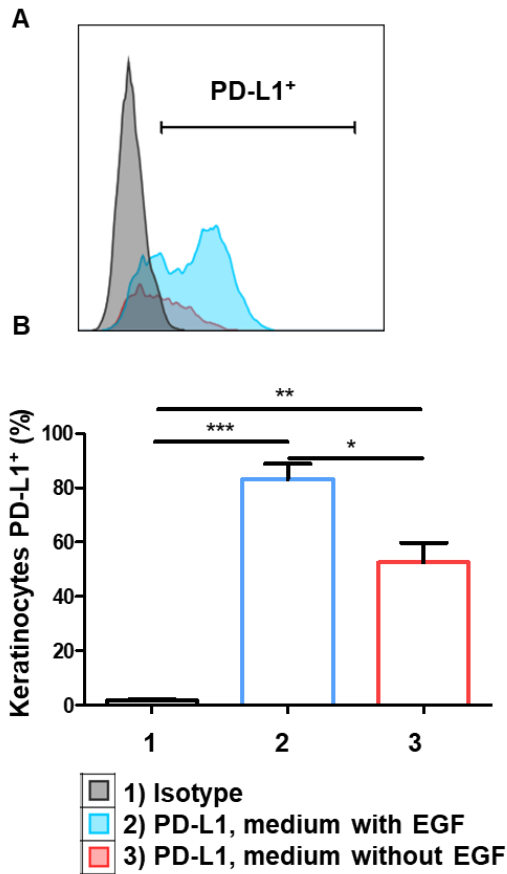 A
PD-L1⁺
B
Keratinocytes PD-L1⁺ (%)
100
80
60
40
20
0
**
***
*
1 2 3
1) Isotype
2) PD-L1, medium with EGF
3) PD-L1, medium without EGF